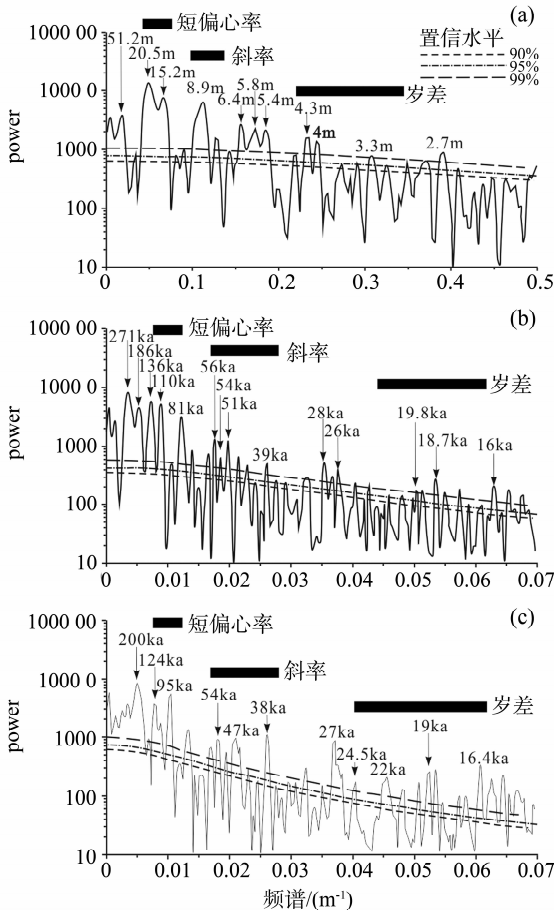 (a)
短偏心率
51.2m
20.5m
15.2m
斜率
8.9m
6.4m
5.8m
5.4m
岁差
4.3m
4m
3.3m
2.7m
置信水平
90%
95%
99%
power
1000 00
1000 0
1000
100
10
0
0.1
0.2
0.3
0.4
0.5
(b)
短偏心率
271ka
186ka
136ka
110ka
81ka
斜率
56ka
54ka
51ka
39ka
28ka
26ka
岁差
19.8ka
18.7ka
16ka
power
1000 00
1000 0
1000
100
10
0
0.01
0.02
0.03
0.04
0.05
0.06
0.07
(c)
短偏心率
200ka
124ka
95ka
斜率
54ka
47ka
38ka
岁差
27ka
24.5ka
22ka
19ka
16.4ka
power
1000 00
1000 0
1000
100
10
0
0.01
0.02
0.03
0.04
0.05
0.06
0.07
频谱/(m⁻¹)